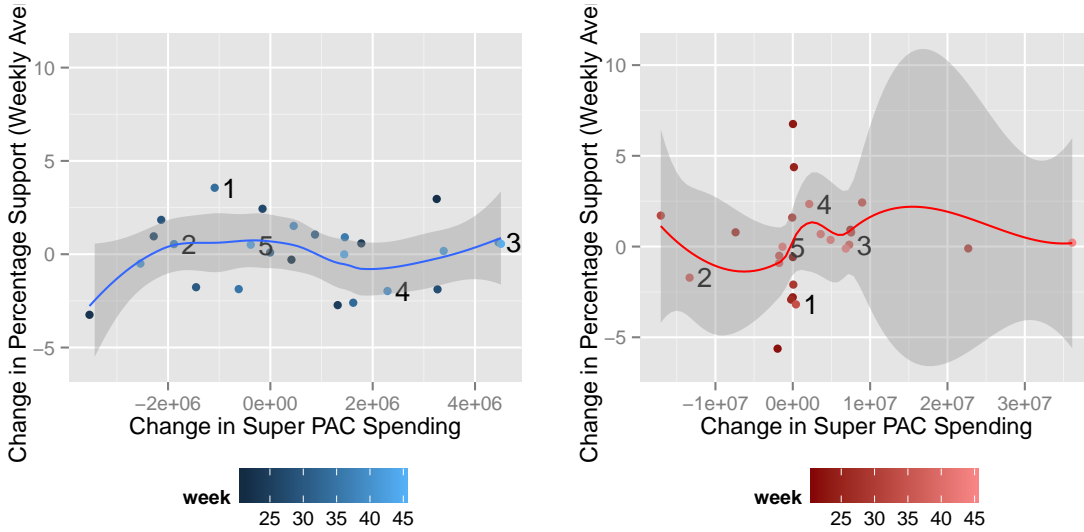 Change in Percentage Support (Weekly Ave
10
5
0
−5
1
2
5
3
4
−2e+06 0e+00 2e+06 4e+06
Change in Super PAC Spending
week
25 30 35 40 45
Change in Percentage Support (Weekly Ave
10
5
0
−5
4
5
3
2
1
−1e+07 0e+00 1e+07 2e+07 3e+07
Change in Super PAC Spending
week
25 30 35 40 45